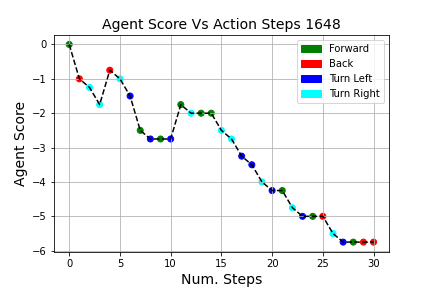 Agent Score Vs Action Steps 1648
Forward
Back
Turn Left
Turn Right
Agent Score
0
−1
−2
−3
−4
−5
−6
0 5 10 15 20 25 30
Num. Steps